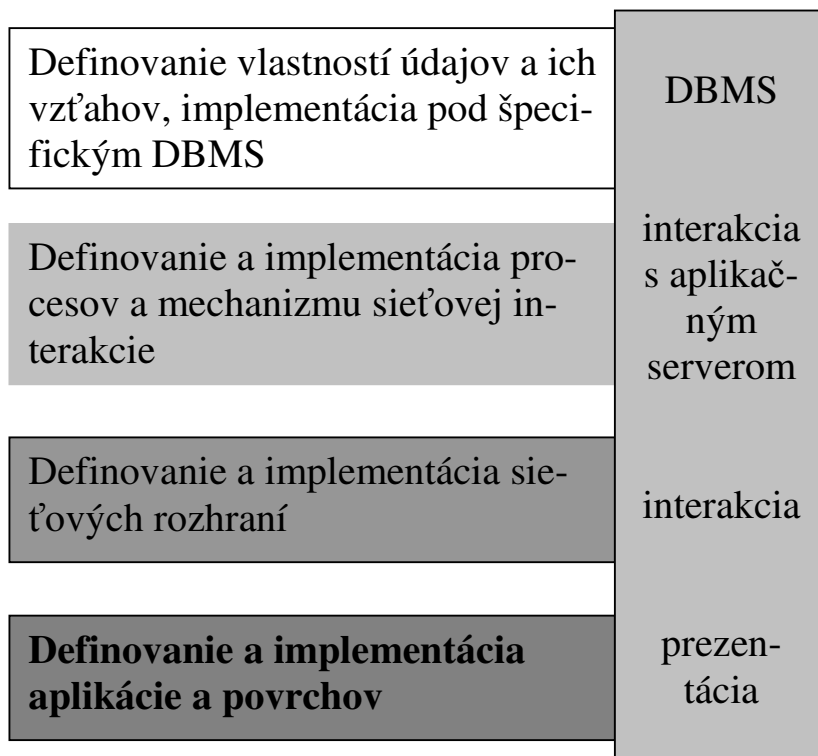 Definovanie vlastností údajov a ich
vzťahov, implementácia pod špeci-
fickým DBMS
DBMS
Definovanie a implementácia pro-
cesov a mechanizmu sieťovej in-
terakcie
interakcia
s aplikač-
ným
serverom
Definovanie a implementácia sie-
ťových rozhraní
interakcia
Definovanie a implementácia
aplikácie a povrchov
prezen-
tácia